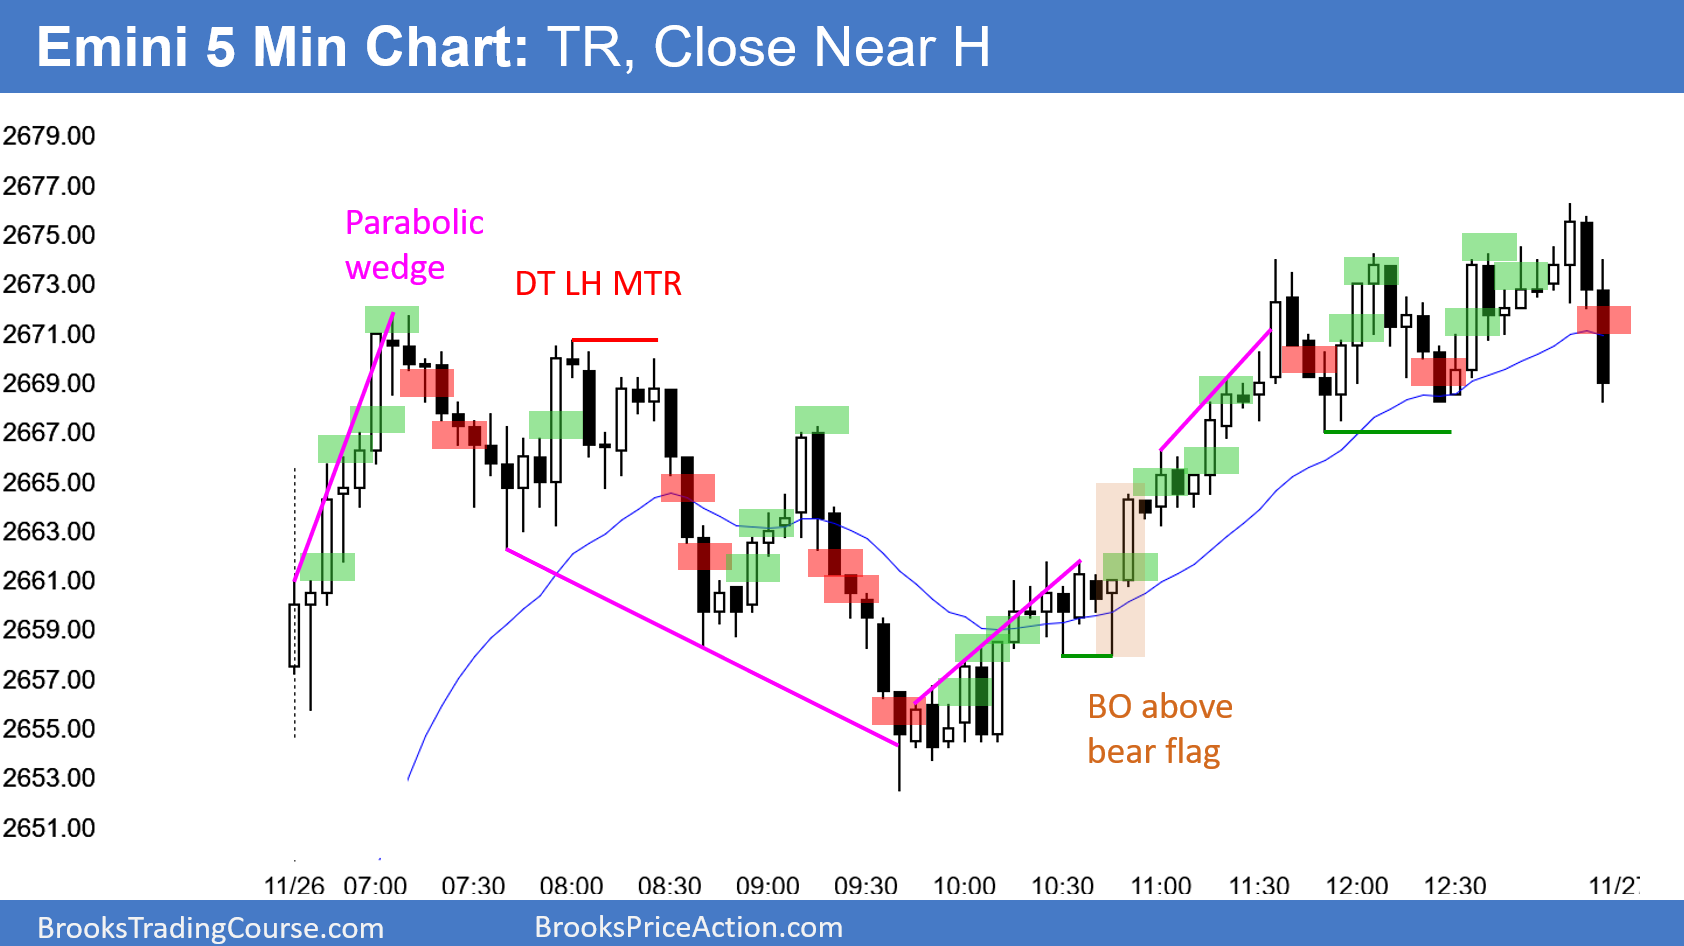 Emini 5 Min Chart: TR, Close Near H
2679.00
2677.00
2675.00
2673.00
2671.00
2669.00
2667.00
2665.00
2663.00
2661.00
2659.00
2657.00
2655.00
2653.00
2651.00
Parabolic
wedge
DT LH MTR
BO above
bear flag
11/26 07:00 07:30 08:00 08:30 09:00 09:30 10:00 10:30 11:00 11:30 12:00 12:30 11/27
BrooksTradingCourse.com BrooksPriceAction.com